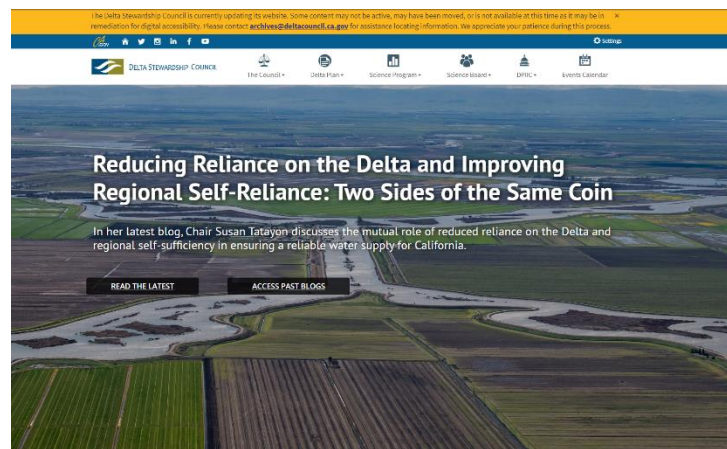 The Delta Stewardship Council is currently updating its website. Some content may not be active, may have been moved, or is not available at this time as it may be in
remediation for digital accessibility. Please contact archives@deltacouncil.ca.gov for assistance locating information. We appreciate your patience during this process.
CA.GOV
Settings
DELTA STEWARDSHIP COUNCIL
The Council
Delta Plan
Science Program
Science Board
DPIIC
Events Calendar
Reducing Reliance on the Delta and Improving
Regional Self-Reliance: Two Sides of the Same Coin
In her latest blog, Chair Susan Tatayon discusses the mutual role of reduced reliance on the Delta and
regional self-sufficiency in ensuring a reliable water supply for California.
READ THE LATEST
ACCESS PAST BLOGS